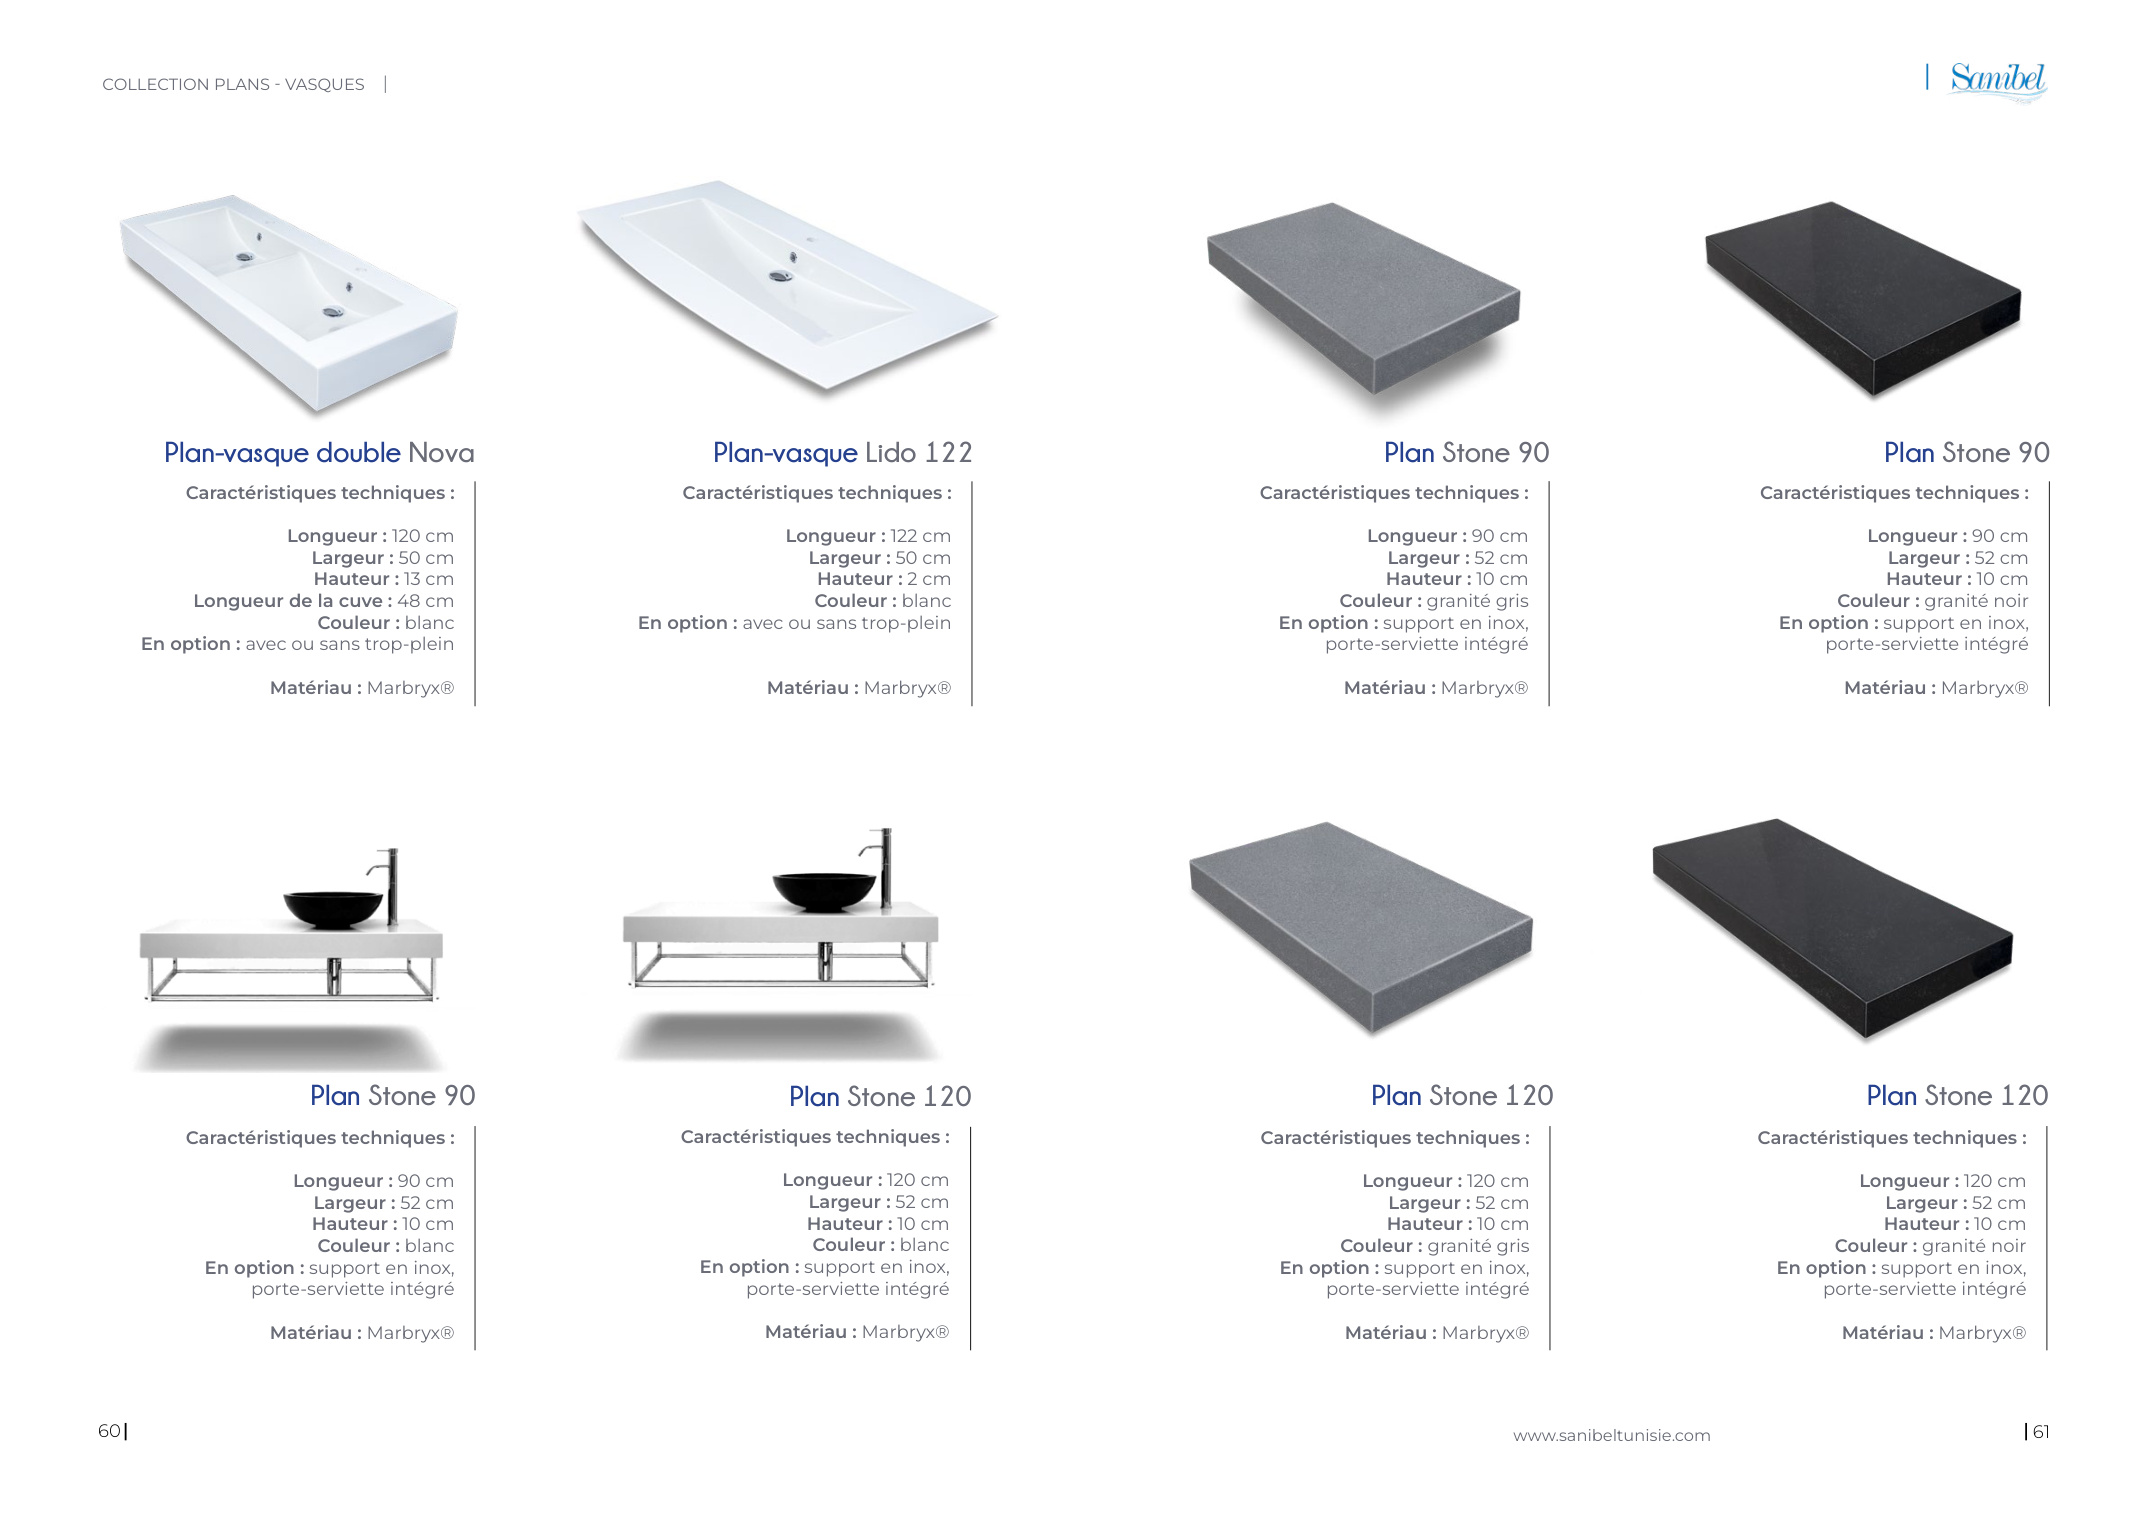 COLLECTION PLANS - VASQUES
Sanibel
Plan-vasque double Nova
Caractéristiques techniques :
Longueur : 120 cm
Largeur : 50 cm
Hauteur : 13 cm
Longueur de la cuve : 48 cm
Couleur : blanc
En option : avec ou sans trop-plein
Matériau : Marbryx®
Plan-vasque Lido 122
Caractéristiques techniques :
Longueur : 122 cm
Largeur : 50 cm
Hauteur : 2 cm
Couleur : blanc
En option : avec ou sans trop-plein
Matériau : Marbryx®
Plan Stone 90
Caractéristiques techniques :
Longueur : 90 cm
Largeur : 52 cm
Hauteur : 10 cm
Couleur : granité gris
En option : support en inox,
porte-serviette intégré
Matériau : Marbryx®
Plan Stone 90
Caractéristiques techniques :
Longueur : 90 cm
Largeur : 52 cm
Hauteur : 10 cm
Couleur : granité noir
En option : support en inox,
porte-serviette intégré
Matériau : Marbryx®
Plan Stone 90
Caractéristiques techniques :
Longueur : 90 cm
Largeur : 52 cm
Hauteur : 10 cm
Couleur : blanc
En option : support en inox,
porte-serviette intégré
Matériau : Marbryx®
Plan Stone 120
Caractéristiques techniques :
Longueur : 120 cm
Largeur : 52 cm
Hauteur : 10 cm
Couleur : blanc
En option : support en inox,
porte-serviette intégré
Matériau : Marbryx®
Plan Stone 120
Caractéristiques techniques :
Longueur : 120 cm
Largeur : 52 cm
Hauteur : 10 cm
Couleur : granité gris
En option : support en inox,
porte-serviette intégré
Matériau : Marbryx®
Plan Stone 120
Caractéristiques techniques :
Longueur : 120 cm
Largeur : 52 cm
Hauteur : 10 cm
Couleur : granité noir
En option : support en inox,
porte-serviette intégré
Matériau : Marbryx®
60
www.sanibeltunisie.com
61